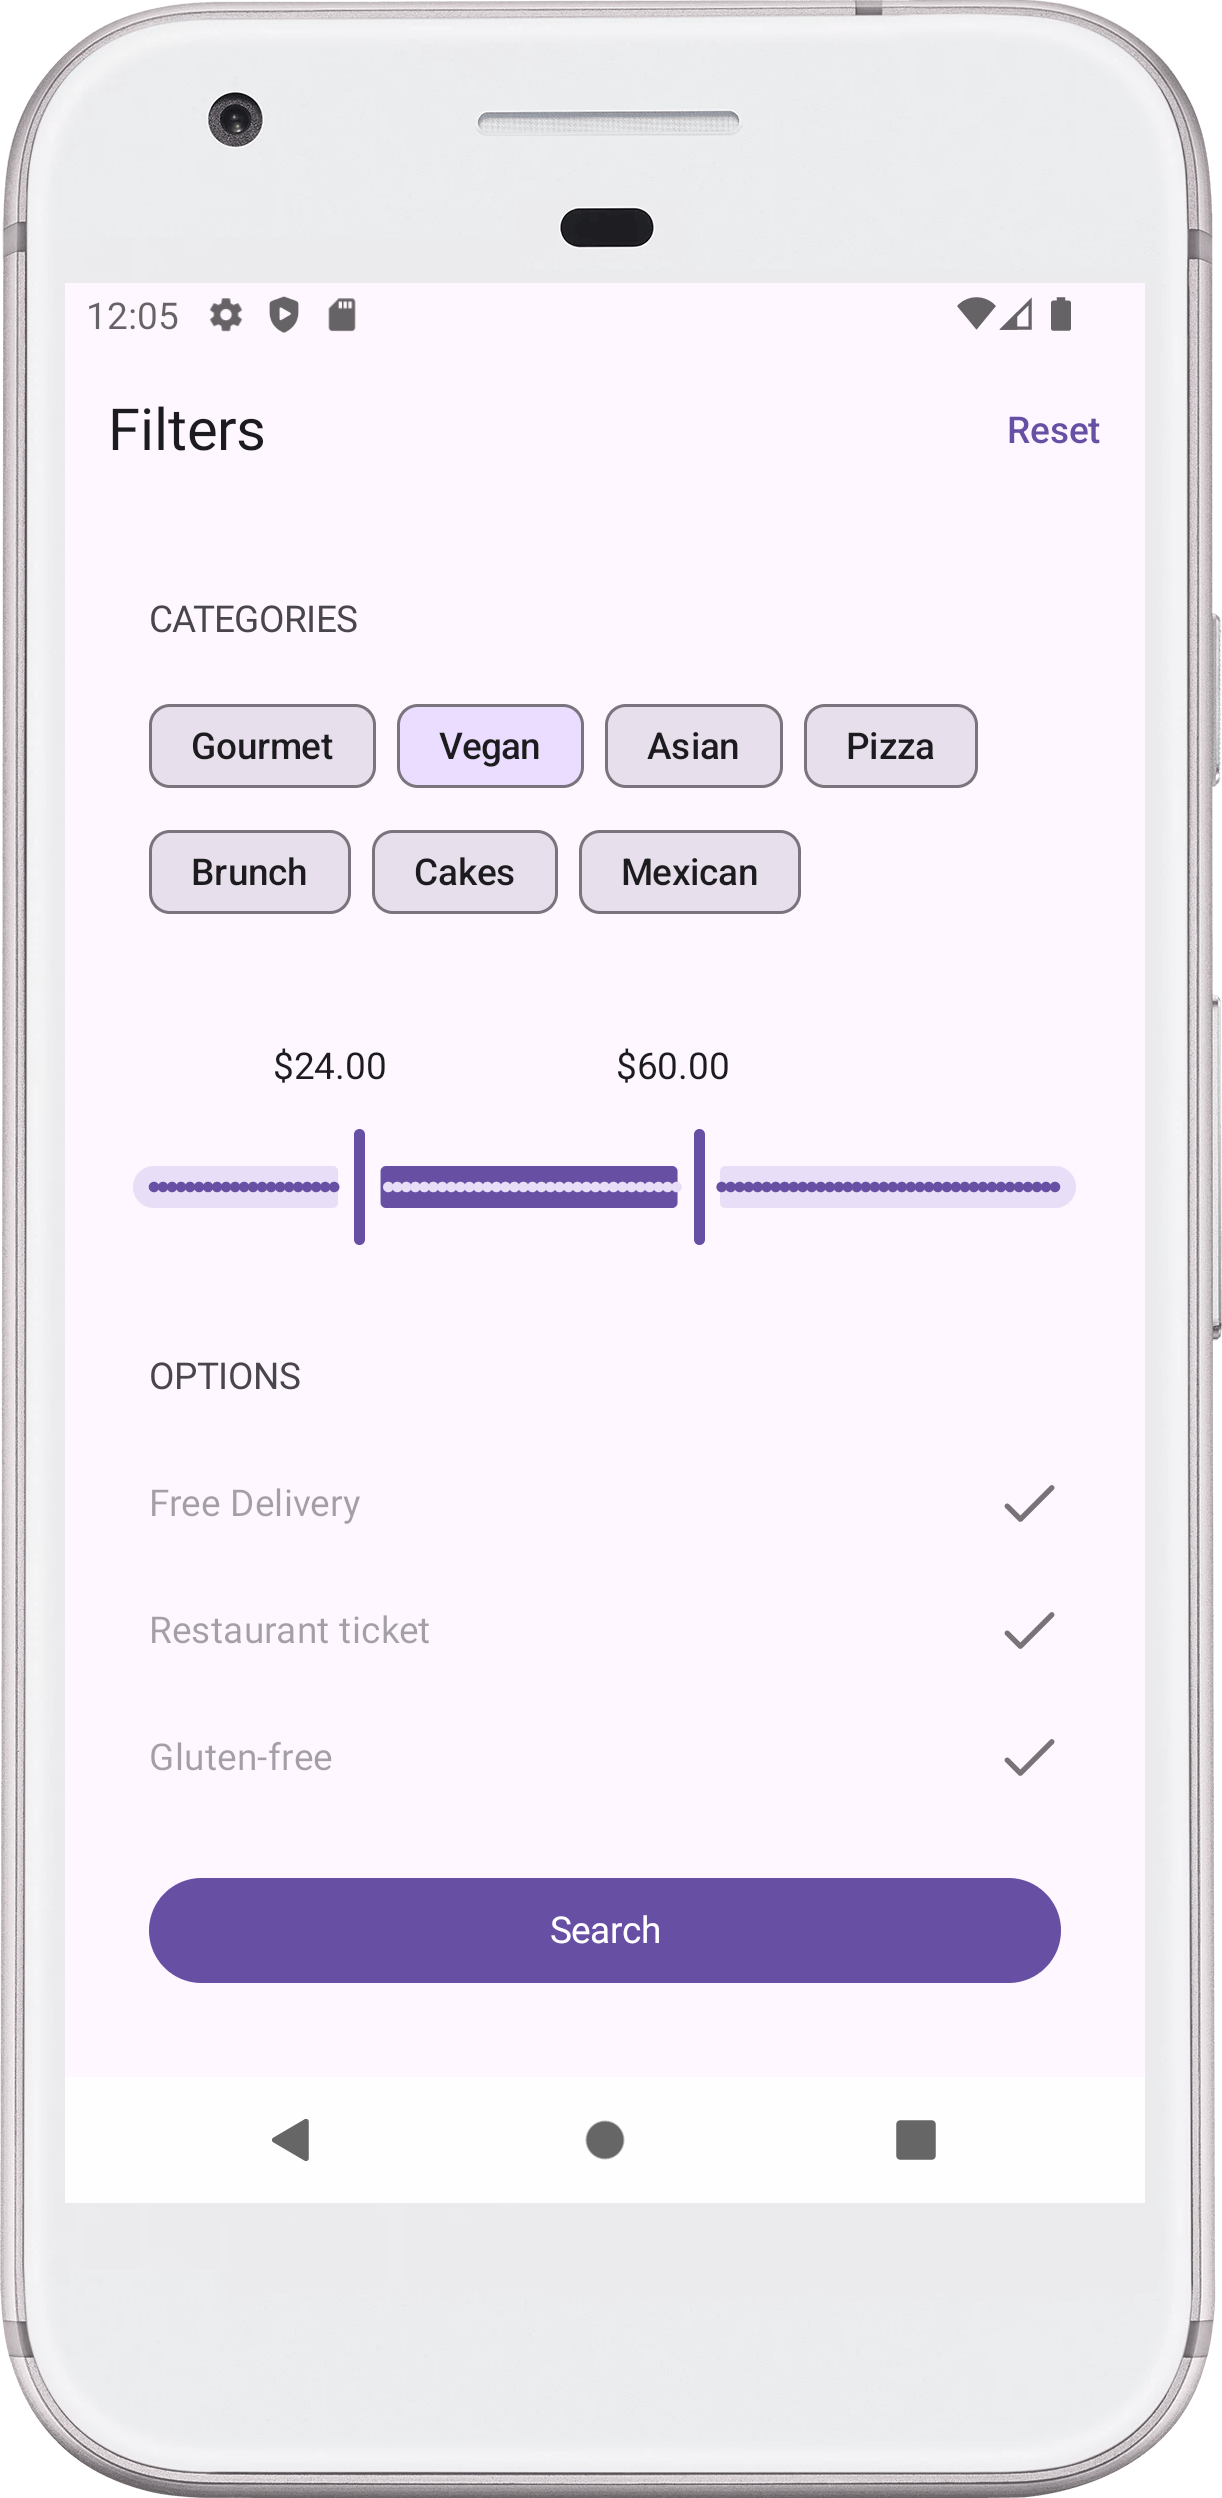 12:05
Filters
Reset
CATEGORIES
Gourmet Vegan Asian Pizza
Brunch Cakes Mexican
$24.00 $60.00
OPTIONS
Free Delivery
Restaurant ticket
Gluten-free
Search